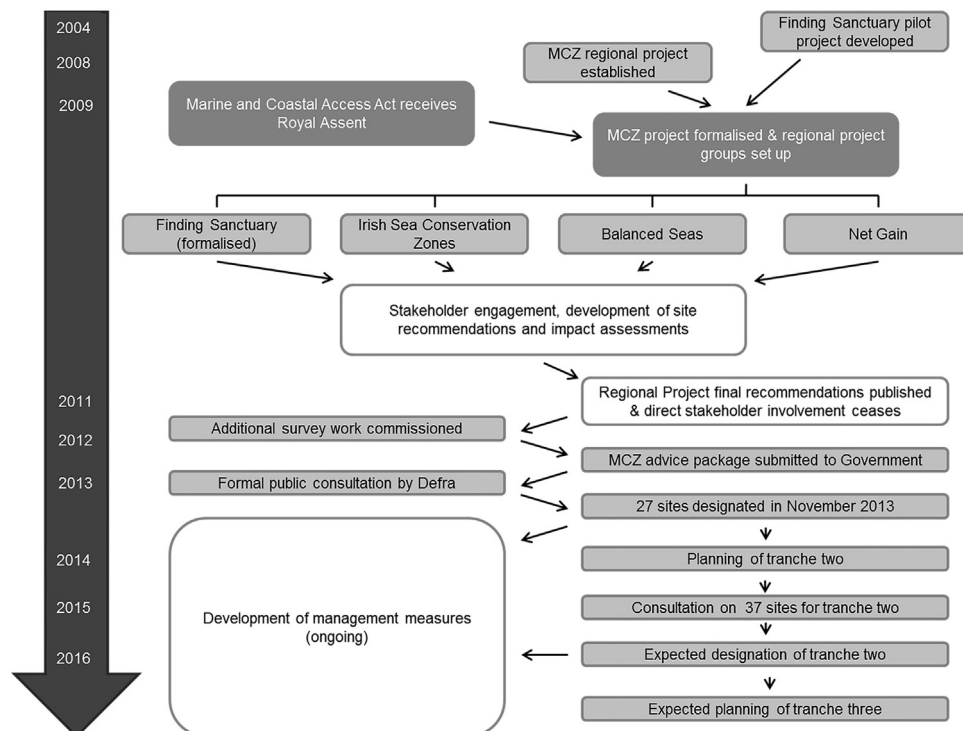 2004
Finding Sanctuary pilot
project developed
2008
MCZ regional project
established
2009
Marine and Coastal Access Act receives
Royal Assent
MCZ project formalised & regional project
groups set up
Finding Sanctuary
(formalised)
Irish Sea Conservation
Zones
Balanced Seas
Net Gain
Stakeholder engagement, development of site
recommendations and impact assessments
2011
Regional Project final recommendations published
& direct stakeholder involvement ceases
Additional survey work commissioned
2012
MCZ advice package submitted to Government
2013
Formal public consultation by Defra
27 sites designated in November 2013
2014
Planning of tranche two
2015
Consultation on 37 sites for tranche two
Development of management measures
(ongoing)
2016
Expected designation of tranche two
Expected planning of tranche three